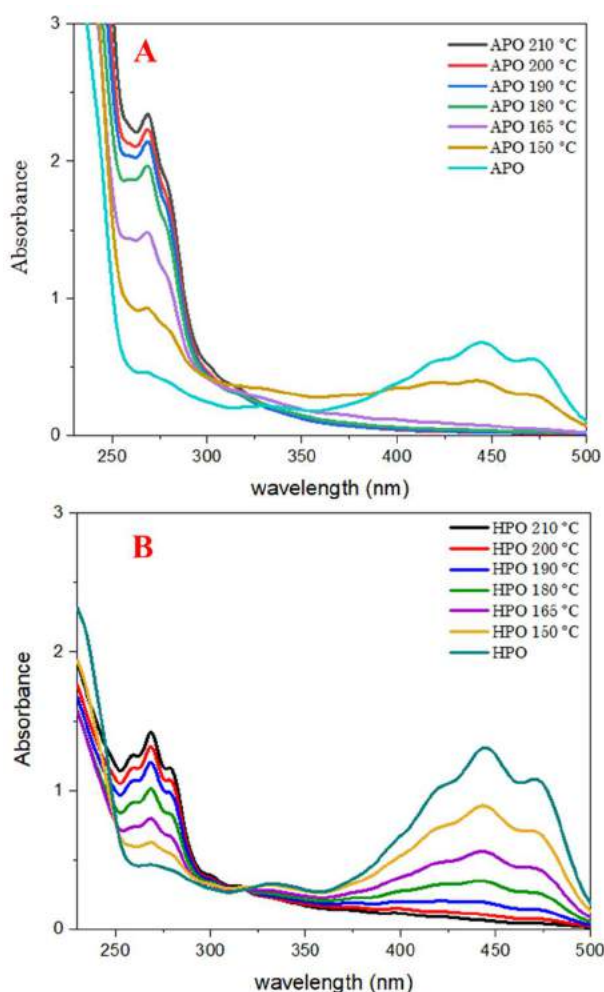 3
A
APO 210 °C
APO 200 °C
APO 190 °C
APO 180 °C
APO 165 °C
APO 150 °C
APO
2
Absorbance
1
0
250 300 350 400 450 500
wavelength (nm)
3
B
HPO 210 °C
HPO 200 °C
HPO 190 °C
HPO 180 °C
HPO 165 °C
HPO 150 °C
HPO
2
Absorbance
1
0
250 300 350 400 450 500
wavelength (nm)